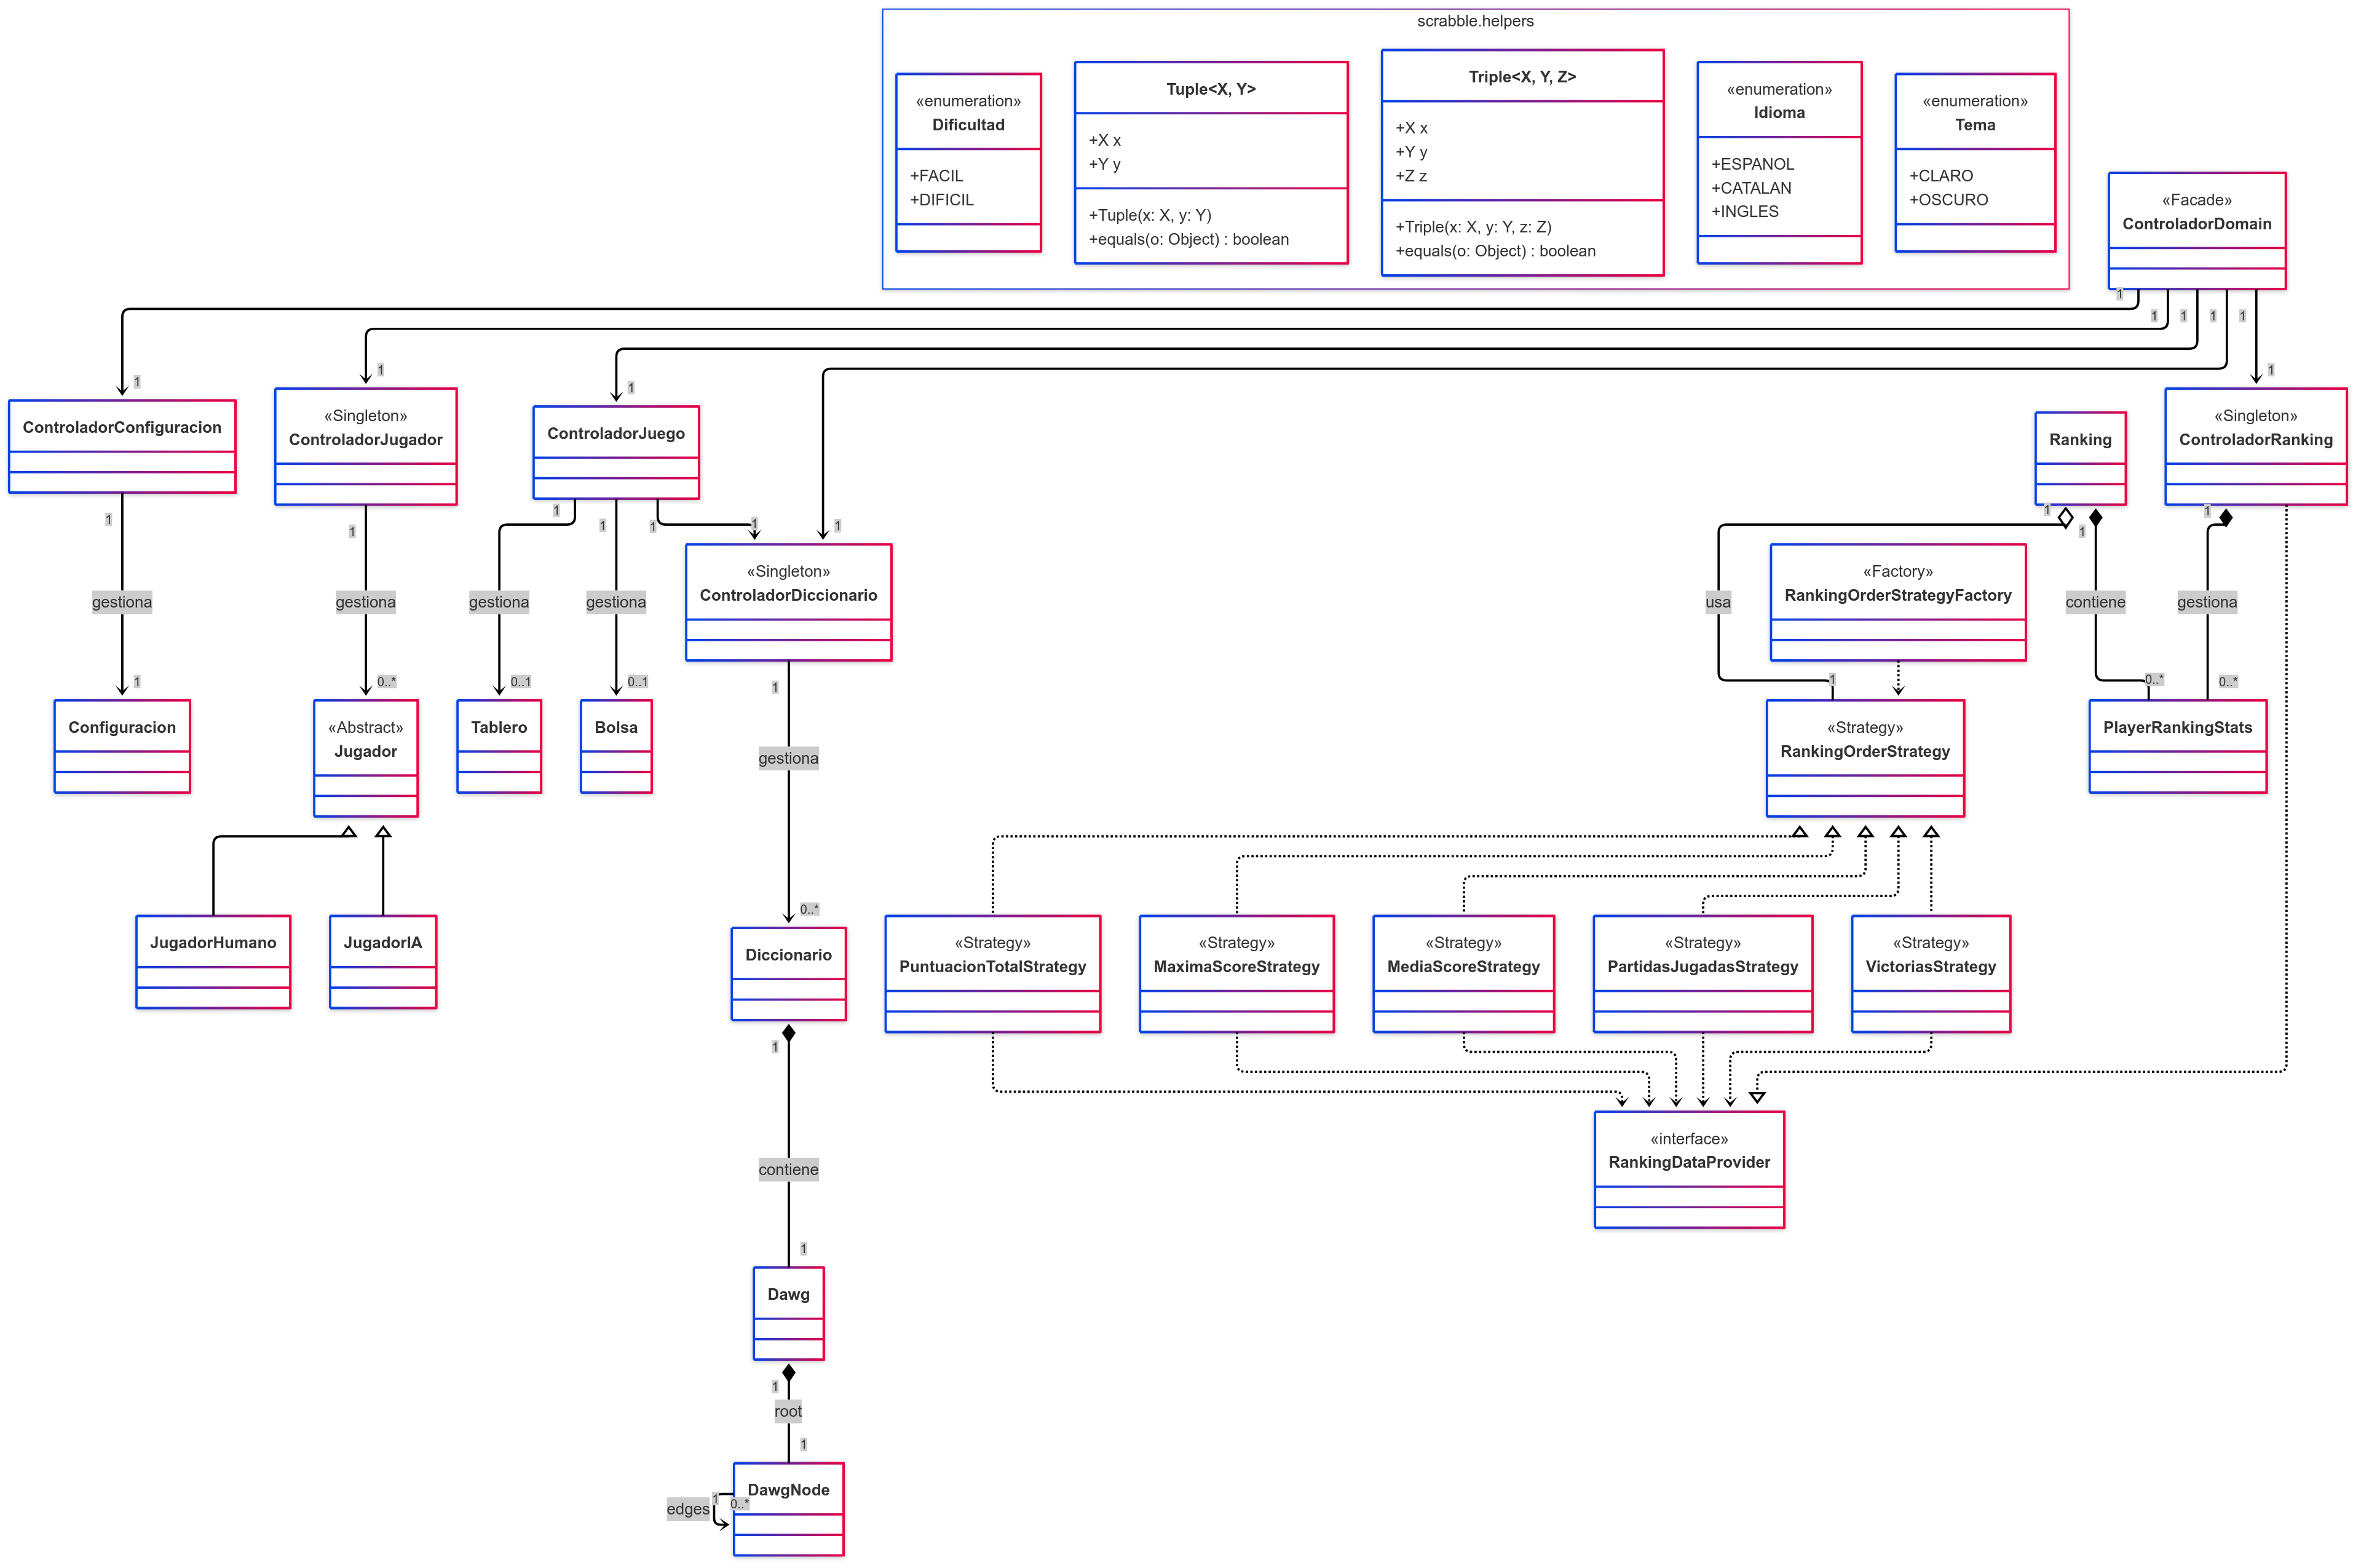 scrabble.helpers
«enumeration»
Dificultad
+FACIL
+DIFICIL
Tuple<X, Y>
+X x
+Y y
+Tuple(x: X, y: Y)
+equals(o: Object) : boolean
Triple<X, Y, Z>
+X x
+Y y
+Z z
+Triple(x: X, y: Y, z: Z)
+equals(o: Object) : boolean
«enumeration»
Idioma
+ESPANOL
+CATALAN
+INGLES
«enumeration»
Tema
+CLARO
+OSCURO
«Facade»
ControladorDomain
1
1
1
1
1
1
1
1
1
1
ControladorConfiguracion
«Singleton»
ControladorJugador
ControladorJuego
Ranking
«Singleton»
ControladorRanking
1
1
1
1
1
1
1
1
1
«Singleton»
ControladorDiccionario
«Factory»
RankingOrderStrategyFactory
gestiona
gestiona
gestiona
gestiona
usa
contiene
gestiona
1
0..*
0..1
0..1
1
1
0..*
0..*
Configuracion
«Abstract»
Jugador
Tablero
Bolsa
gestiona
«Strategy»
RankingOrderStrategy
PlayerRankingStats
0..*
JugadorHumano
JugadorIA
Diccionario
«Strategy»
PuntuacionTotalStrategy
«Strategy»
MaximaScoreStrategy
«Strategy»
MediaScoreStrategy
«Strategy»
PartidasJugadasStrategy
«Strategy»
VictoriasStrategy
1
contiene
1
«interface»
RankingDataProvider
Dawg
1
root
1
DawgNode
1
0..*
edges